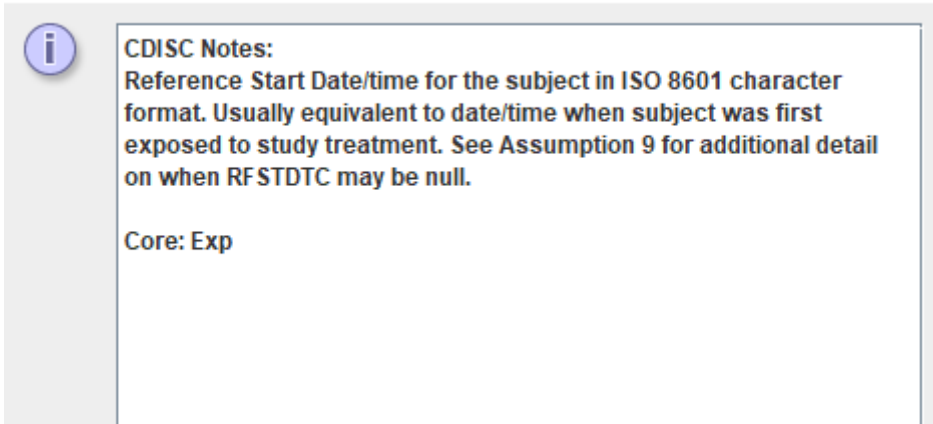 CDISC Notes:
Reference Start Date/time for the subject in ISO 8601 character
format. Usually equivalent to date/time when subject was first
exposed to study treatment. See Assumption 9 for additional detail
on when RFSTDTC may be null.
Core: Exp